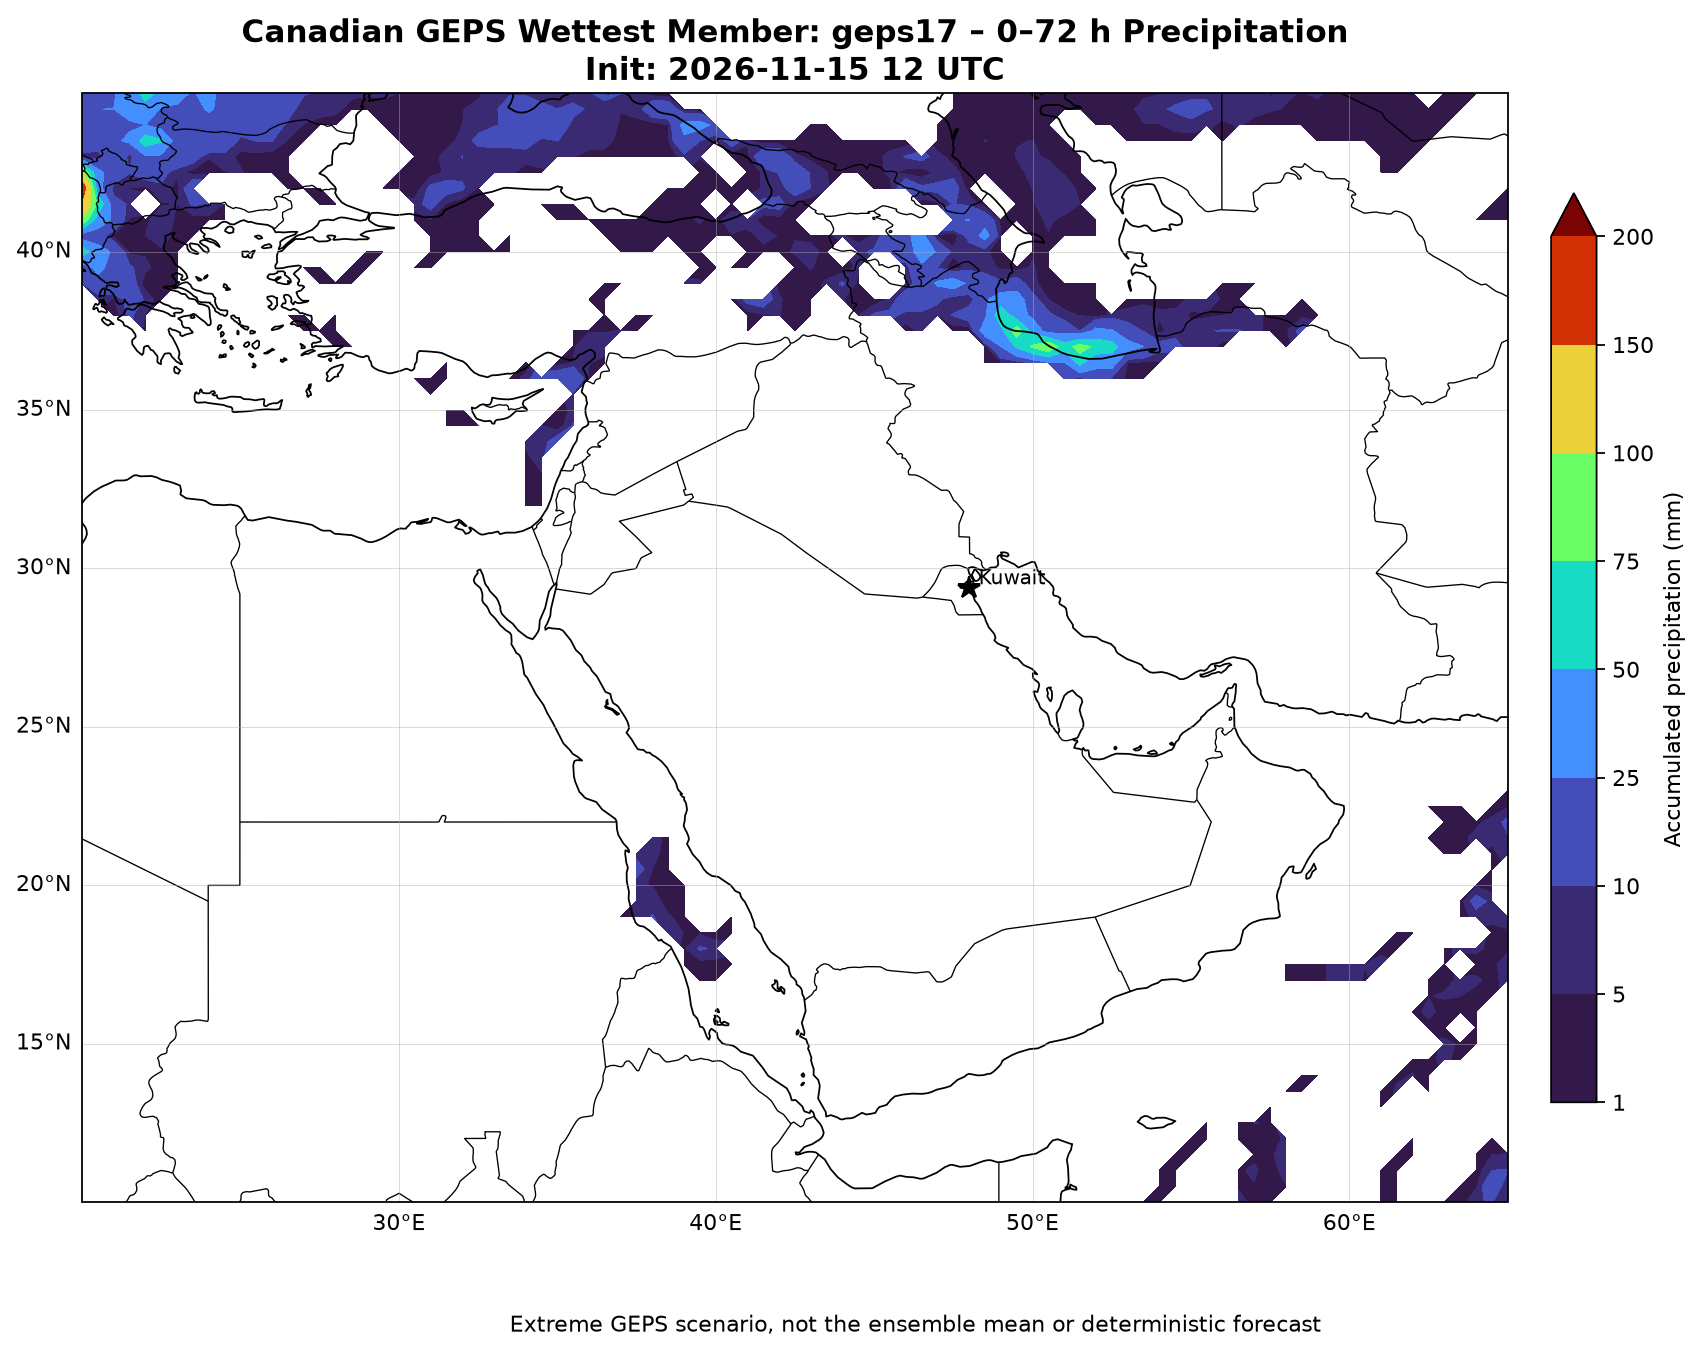 Canadian GEPS Wettest Member: geps17 – 0–72 h Precipitation
Init: 2026-11-15 12 UTC
40°N
35°N
30°N
25°N
20°N
15°N
30°E
40°E
50°E
60°E
Kuwait
200
150
100
75
50
25
10
5
1
Accumulated precipitation (mm)
Extreme GEPS scenario, not the ensemble mean or deterministic forecast